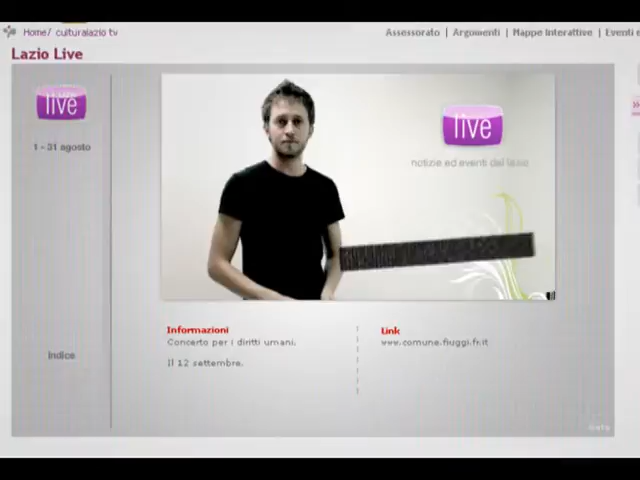 Home/ culturalazio tv
Assessorato | Argomenti | Mappe Interattive | Eventi e
Lazio Live
live
1 - 31 agosto
live
notizie ed eventi dal lazio
Informazioni
Concerto per i diritti umani.
Il 12 settembre.
Link
www.comune.fiuggi.fr.it
Indice